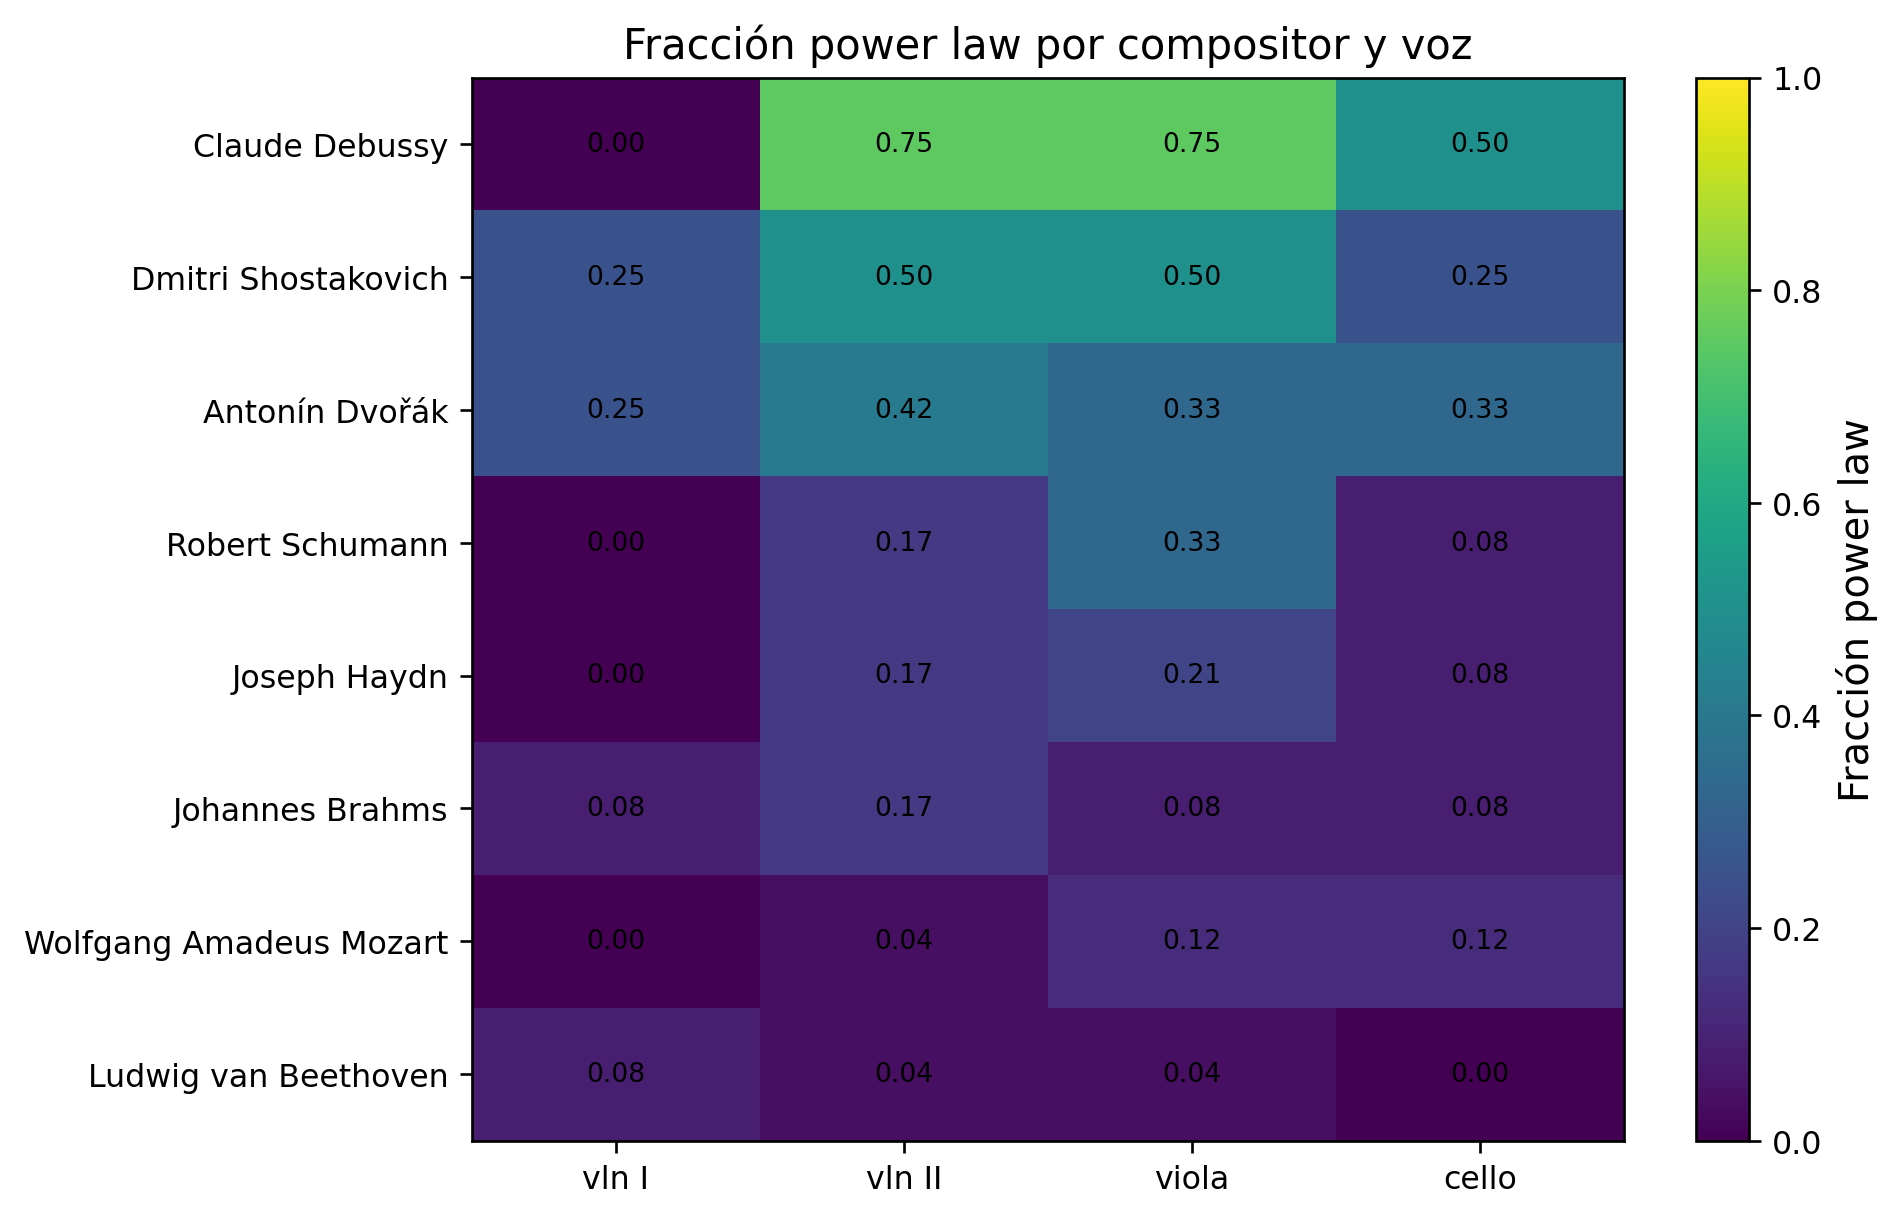 Fracción power law por compositor y voz
Claude Debussy 0.00 0.75 0.75 0.50
Dmitri Shostakovich 0.25 0.50 0.50 0.25
Antonín Dvořák 0.25 0.42 0.33 0.33
Robert Schumann 0.00 0.17 0.33 0.08
Joseph Haydn 0.00 0.17 0.21 0.08
Johannes Brahms 0.08 0.17 0.08 0.08
Wolfgang Amadeus Mozart 0.00 0.04 0.12 0.12
Ludwig van Beethoven 0.08 0.04 0.04 0.00
vln I vln II viola cello
1.0
0.8
0.6
0.4
0.2
0.0
Fracción power law